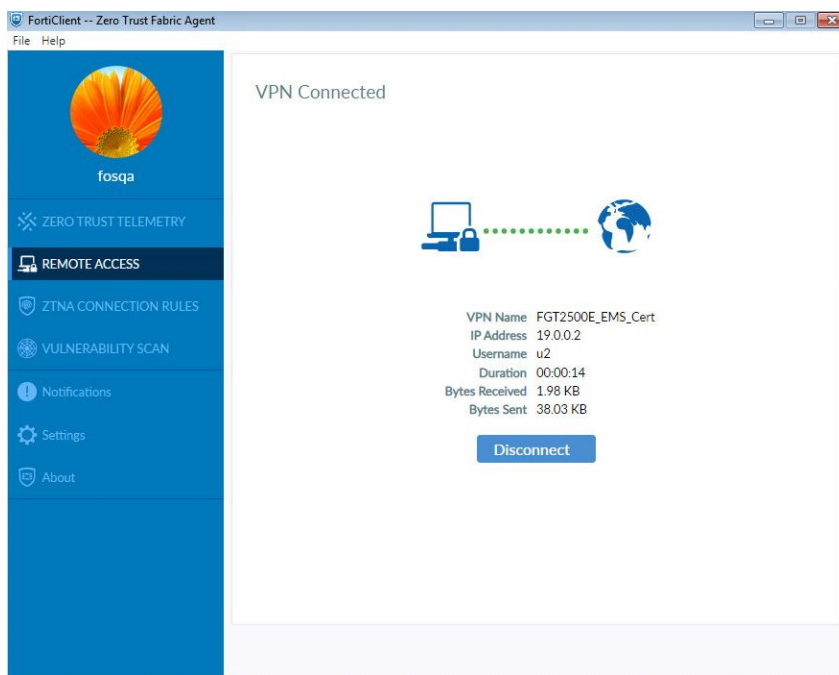 FortiClient -- Zero Trust Fabric Agent
File Help
fosqa
ZERO TRUST TELEMETRY
REMOTE ACCESS
ZTNA CONNECTION RULES
VULNERABILITY SCAN
Notifications
Settings
About
VPN Connected
VPN Name FGT2500E_EMS_Cert
IP Address 19.0.0.2
Username u2
Duration 00:00:14
Bytes Received 1.98 KB
Bytes Sent 38.03 KB
Disconnect